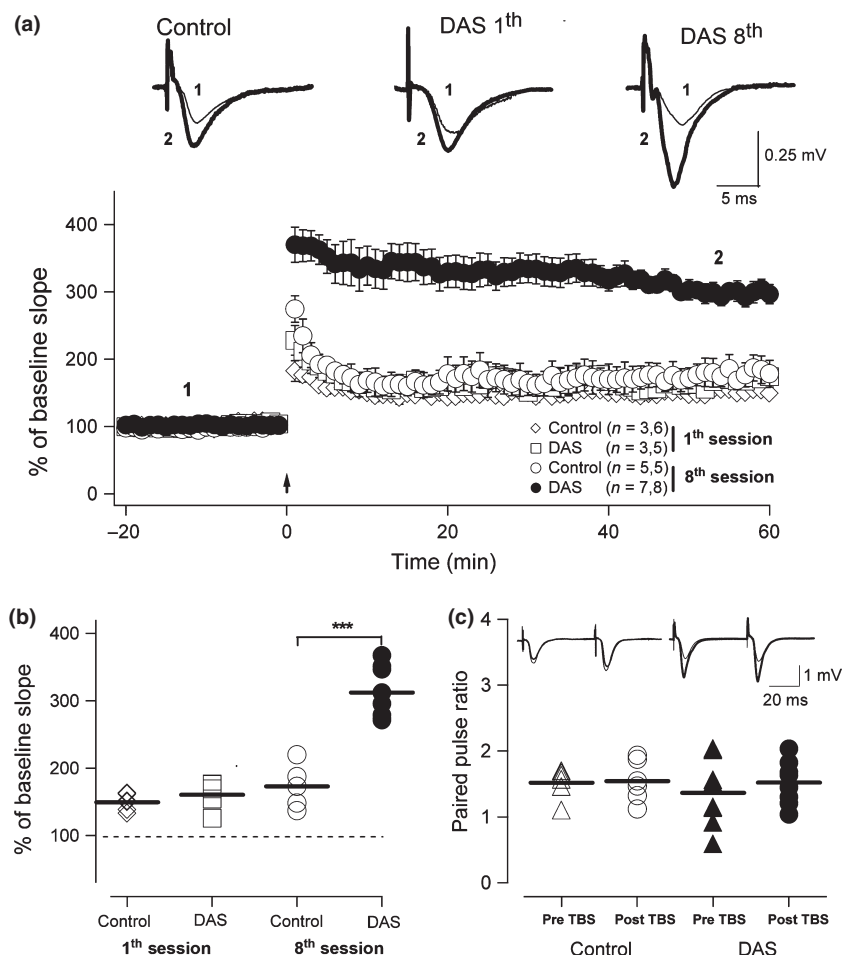 (a)
Control
DAS 1th
DAS 8th
1
2
1
2
1
2
0.25 mV
5 ms
% of baseline slope
400
300
200
100
0
1
2
Control (n = 3,6)
DAS (n = 3,5)
1th session
Control (n = 5,5)
DAS (n = 7,8)
8th session
−20
0
20
40
60
Time (min)
(b)
% of baseline slope
400
300
200
100
***
Control
DAS
Control
DAS
1th session
8th session
(c)
Paired pulse ratio
4
3
2
1
0
1 mV
20 ms
Pre TBS
Post TBS
Pre TBS
Post TBS
Control
DAS